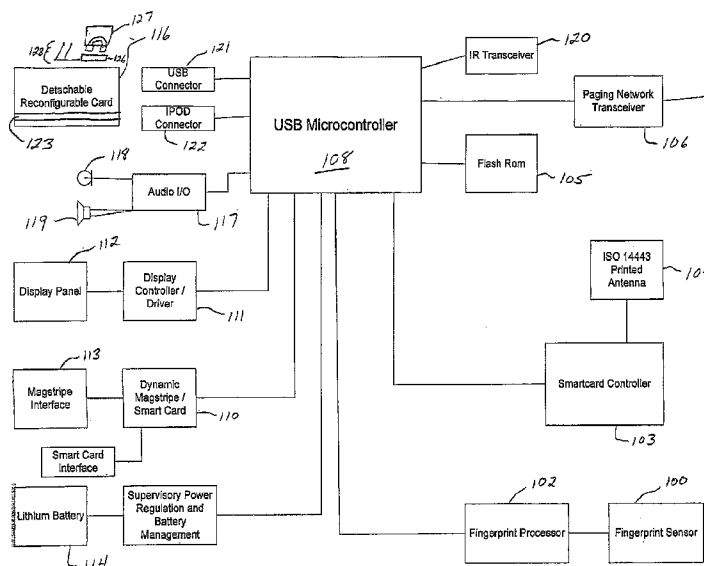 127
128
126
116
Detachable
Reconfigurable Card
123
121
USB
Connector
IPOD
Connector
122
USB Microcontroller
108
IR Transceiver
120
Paging Network
Transceiver
106
Flash Rom
105
118
119
Audio I/O
117
112
Display Panel
Display
Controller /
Driver
111
ISO 14443
Printed
Antenna
113
Magstripe
Interface
Dynamic
Magstripe /
Smart Card
110
Smart Card
Interface
Smartcard Controller
103
Lithium Battery
114
Supervisory Power
Regulation and
Battery
Management
102
Fingerprint Processor
100
Fingerprint Sensor